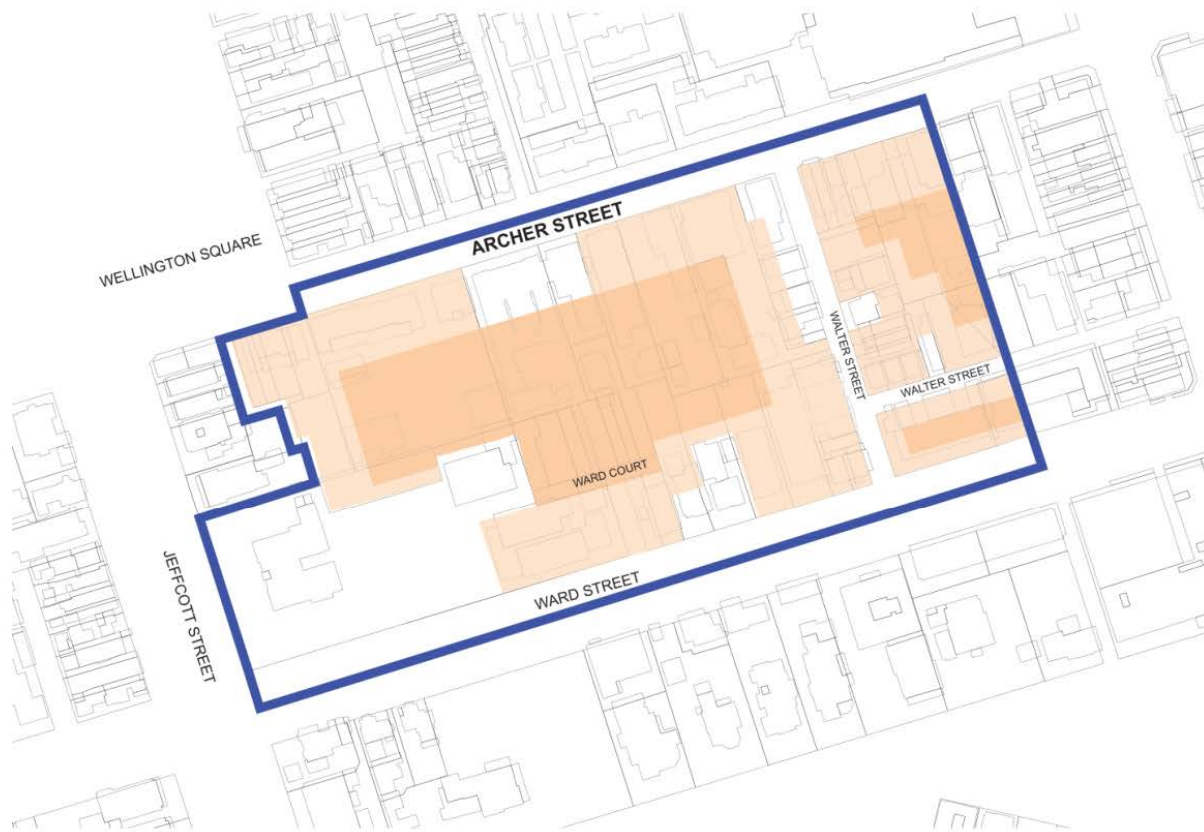 ARCHER STREET
WELLINGTON SQUARE
WALTER STREET
WALTER STREET
WARD COURT
JEFFCOTT STREET
WARD STREET